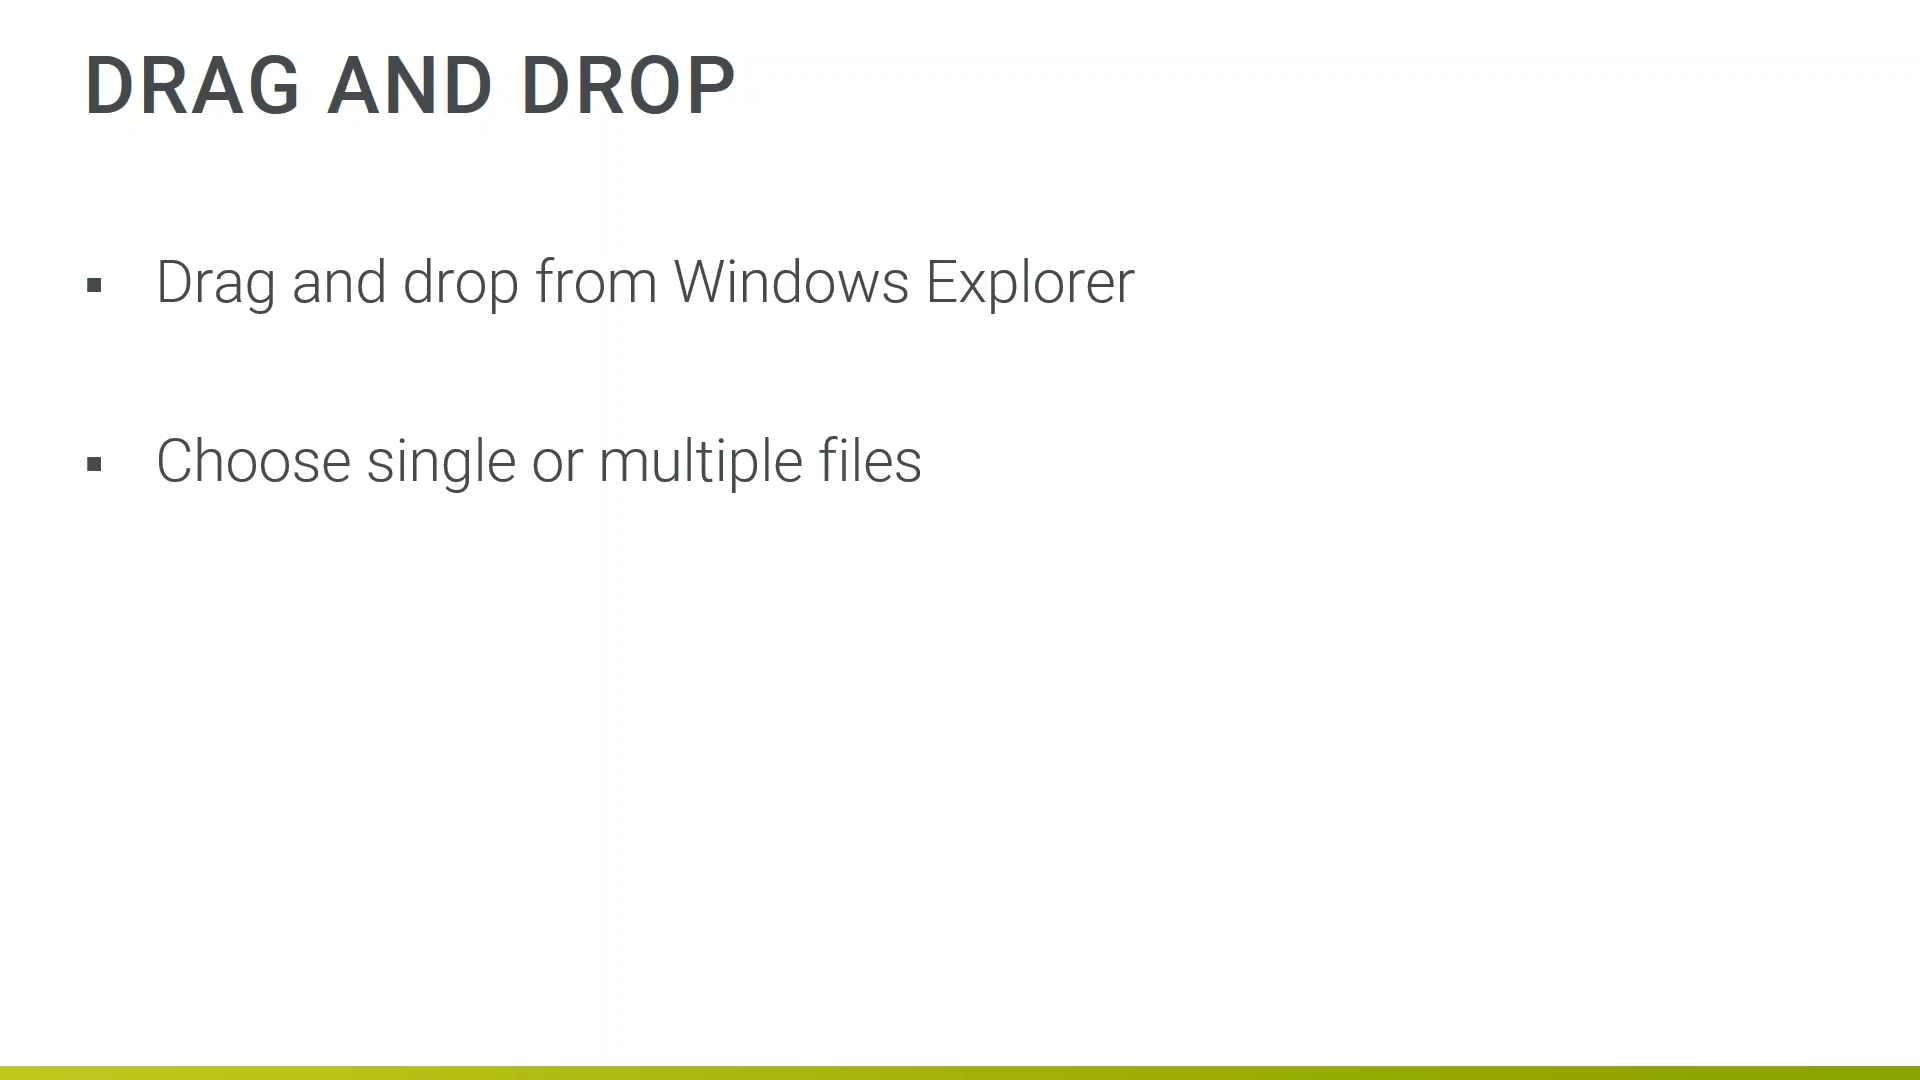 DRAG AND DROP
▪ Drag and drop from Windows Explorer
▪ Choose single or multiple files